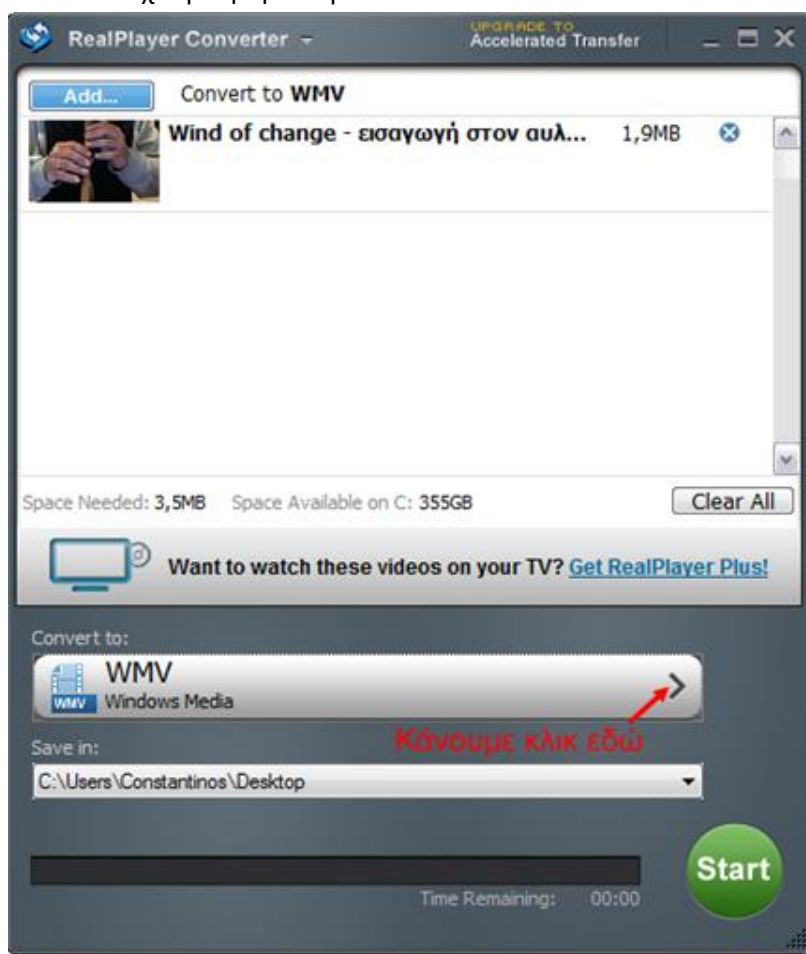 RealPlayer Converter
UPGRADE TO
Accelerated Transfer
Add...
Convert to WMV
Wind of change - εισαγωγή στον αυλ...
1,9MB
Space Needed: 3,5MB
Space Available on C: 355GB
Clear All
Want to watch these videos on your TV? Get RealPlayer Plus!
Convert to:
WMV
WMV
Windows Media
Κάνουμε κλικ εδώ
Save in:
C:\Users\Constantinos\Desktop
Start
Time Remaining: 00:00